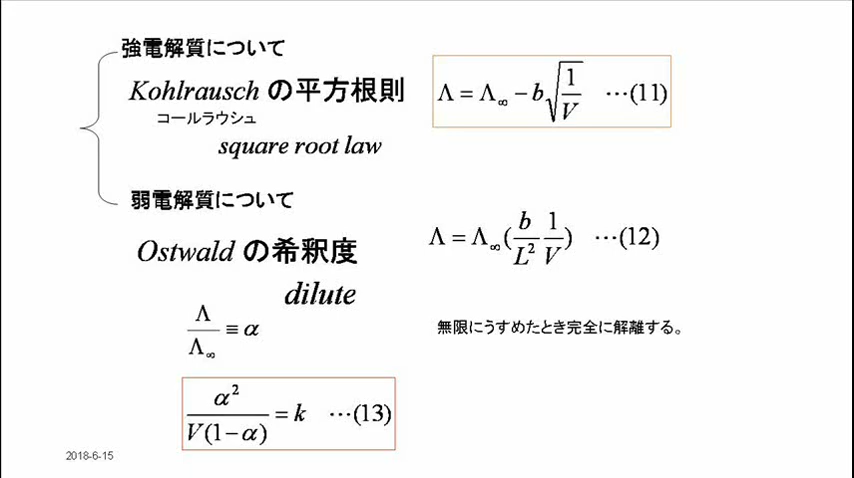 強電解質について
Kohlrausch の平方根則
コールラウシュ
square root law
Λ = Λ∞ − b√(1/V) …(11)
弱電解質について
Ostwald の希釈度
dilute
Λ = Λ∞(b/L² 1/V) …(12)
Λ/Λ∞ ≡ α
無限にうすめたとき完全に解離する。
α²/V(1−α) = k …(13)
2018-6-15